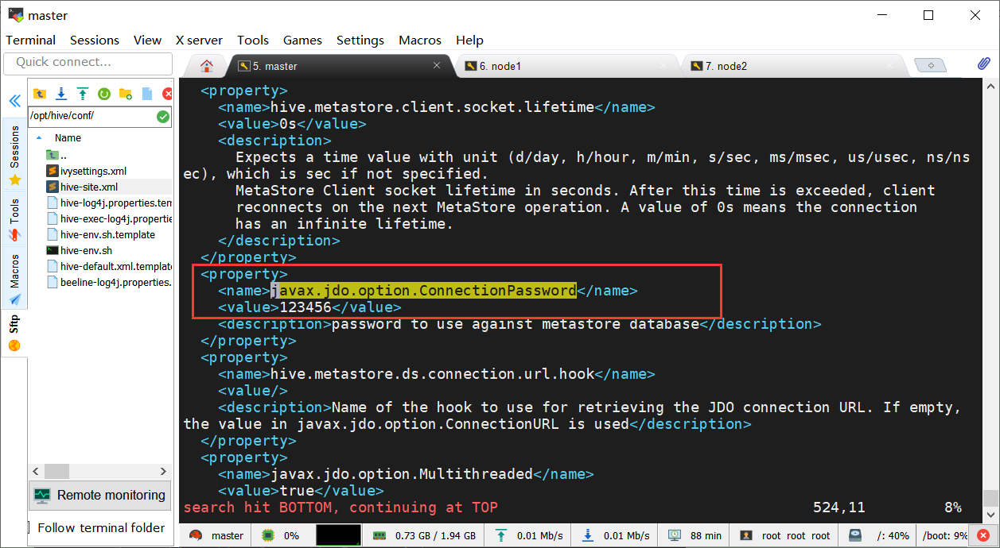 master
Terminal Sessions View X server Tools Games Settings Macros Help
Quick connect...
5. master
6. node1
7. node2
/opt/hive/conf/
Name
..
ivysettings.xml
hive-site.xml
hive-log4j.properties.tem
hive-exec-log4j.propertie
hive-env.sh.template
hive-env.sh
hive-default.xml.template
beeline-log4j.properties.
Sessions
Tools
Macros
Sftp
Remote monitoring
Follow terminal folder
<property>
<name>hive.metastore.client.socket.lifetime</name>
<value>0s</value>
<description>
Expects a time value with unit (d/day, h/hour, m/min, s/sec, ms/msec, us/usec, ns/ns
ec), which is sec if not specified.
MetaStore Client socket lifetime in seconds. After this time is exceeded, client
reconnects on the next MetaStore operation. A value of 0s means the connection
has an infinite lifetime.
</description>
</property>
<property>
<name>javax.jdo.option.ConnectionPassword</name>
<value>123456</value>
<description>password to use against metastore database</description>
</property>
<property>
<name>hive.metastore.ds.connection.url.hook</name>
<value/>
<description>Name of the hook to use for retrieving the JDO connection URL. If empty,
the value in javax.jdo.option.ConnectionURL is used</description>
</property>
<property>
<name>javax.jdo.option.Multithreaded</name>
<value>true</value>
search hit BOTTOM, continuing at TOP 524,11 8%
master 0% 0.73 GB / 1.94 GB 0.01 Mb/s 0.01 Mb/s 88 min root root root /: 40% /boot: 9%